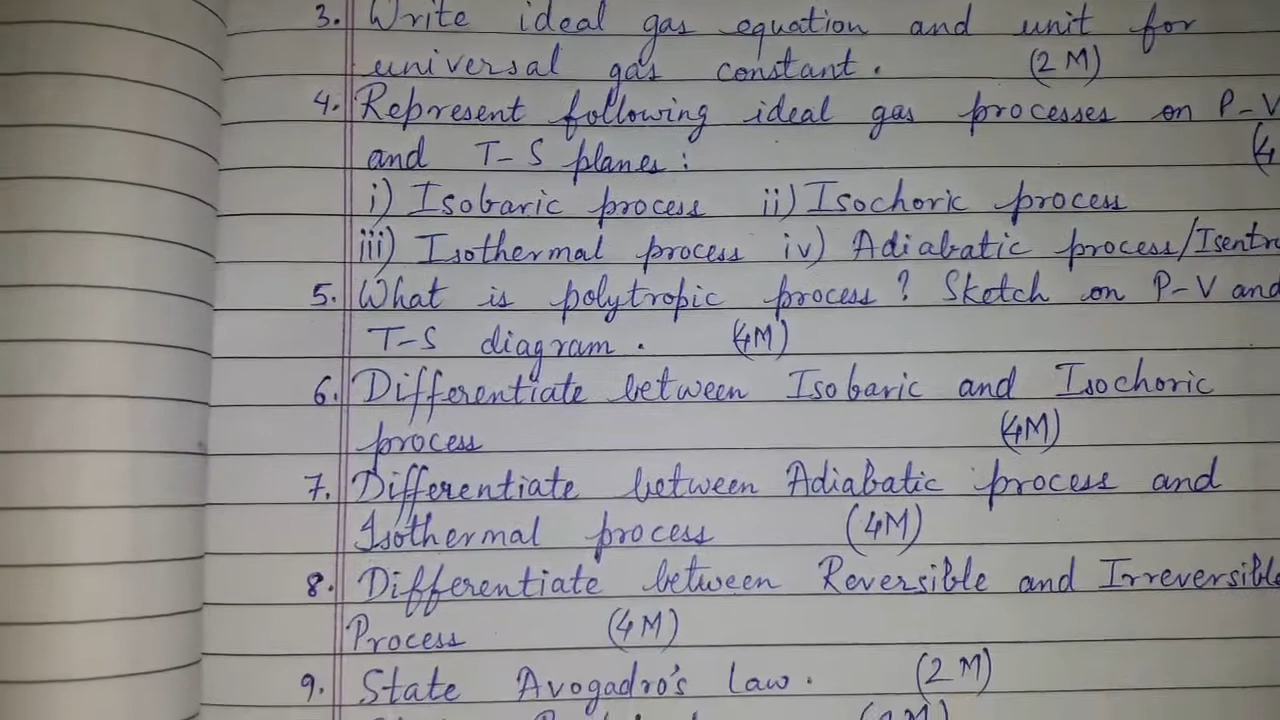 3. Write ideal gas equation and unit for
universal gas constant. (2 M)
4. Represent following ideal gas processes on P-V
and T-S planes: (4
i) Isobaric process ii) Isochoric process
iii) Isothermal process iv) Adiabatic process/Isentro
5. What is polytropic process? Sketch on P-V and
T-S diagram. (4M)
6. Differentiate between Isobaric and Isochoric
process (4M)
7. Differentiate between Adiabatic process and
Isothermal process (4M)
8. Differentiate between Reversible and Irreversible
Process (4M)
9. State Avogadro's Law. (2 M)